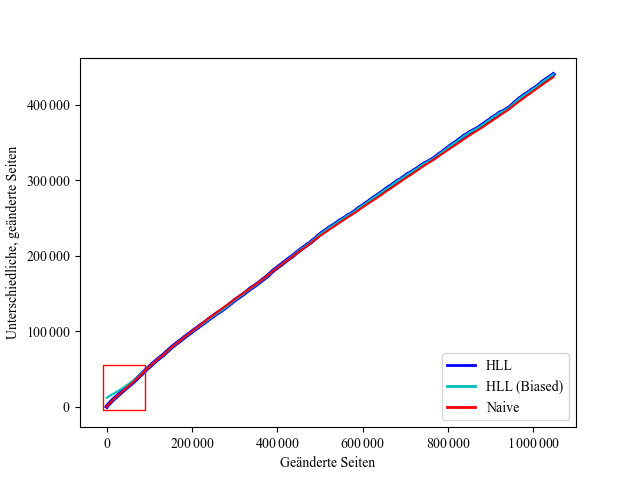 Unterschiedliche, geänderte Seiten
400 000
300 000
200 000
100 000
0
HLL
HLL (Biased)
Naive
0 200 000 400 000 600 000 800 000 1 000 000
Geänderte Seiten